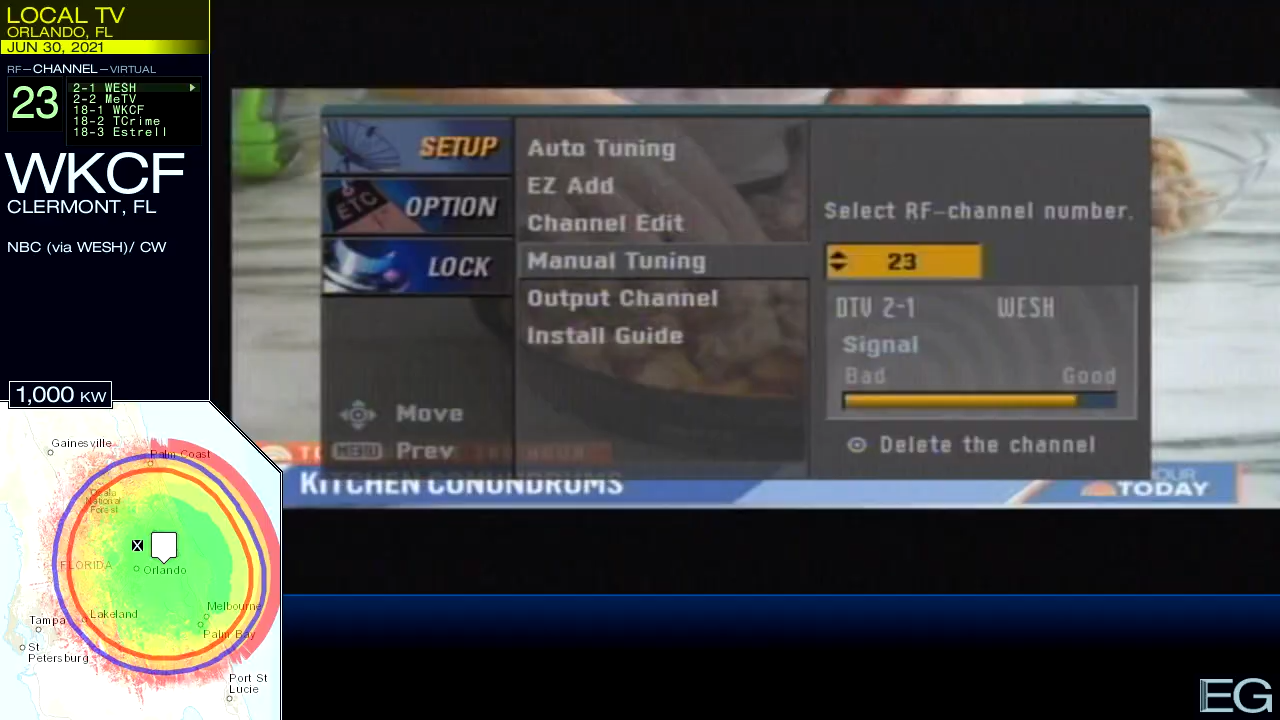 LOCAL TV
ORLANDO, FL
JUN 30, 2021
RF—CHANNEL—VIRTUAL
23
2-1 WESH
2-2 MeTV
18-1 WKCF
18-2 TCrime
18-3 Estrell
WKCF
CLERMONT, FL
NBC (via WESH)/ CW
1,000 KW
Gainesville
Palm Coast
Ocala
National
Forest
FLORIDA
Orlando
Lakeland
Melbourne
Tampa
Palm Bay
St
Petersburg
Port St
Lucie
SETUP
ETC
OPTION
LOCK
Move
MENU Prev
Auto Tuning
EZ Add
Channel Edit
Manual Tuning
Output Channel
Install Guide
Select RF-channel number.
23
DTV 2-1 WESH
Signal
Bad Good
Delete the channel
KITCHEN CONUNDRUMS
HOUR
TODAY
EG